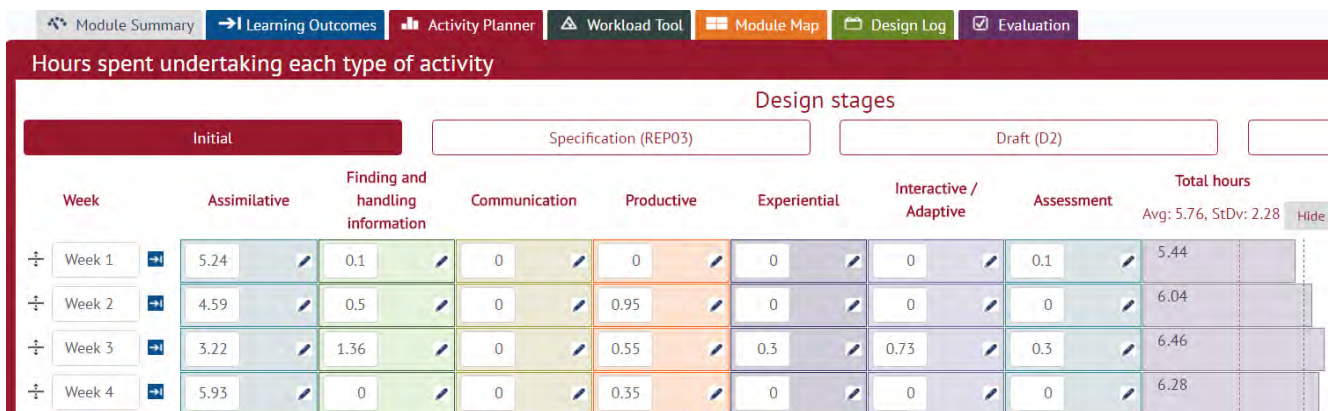 Module Summary Learning Outcomes Activity Planner Workload Tool Module Map Design Log Evaluation
Hours spent undertaking each type of activity
Design stages
Initial Specification (REP03) Draft (D2)
Week Assimilative Finding and handling information Communication Productive Experiential Interactive / Adaptive Assessment Total hours
Avg: 5.76, StDv: 2.28 Hide
Week 1 5.24 0.1 0 0 0 0 0.1 5.44
Week 2 4.59 0.5 0 0.95 0 0 0 6.04
Week 3 3.22 1.36 0 0.55 0.3 0.73 0.3 6.46
Week 4 5.93 0 0 0.35 0 0 0 6.28